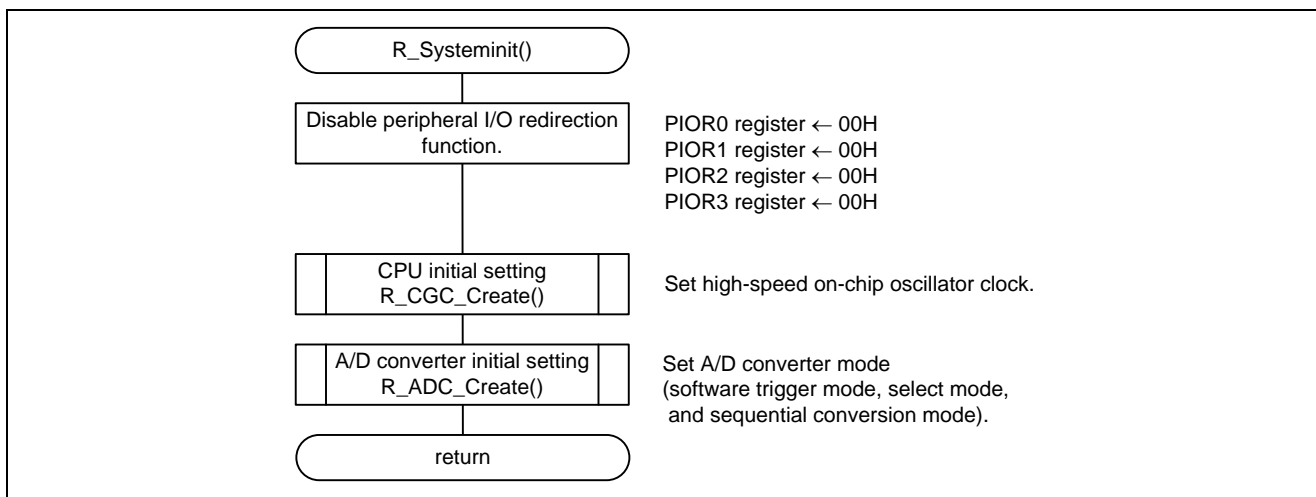 R_Systeminit()
Disable peripheral I/O redirection
function.
PIOR0 register ← 00H
PIOR1 register ← 00H
PIOR2 register ← 00H
PIOR3 register ← 00H
CPU initial setting
R_CGC_Create()
Set high-speed on-chip oscillator clock.
A/D converter initial setting
R_ADC_Create()
Set A/D converter mode
(software trigger mode, select mode,
and sequential conversion mode).
return